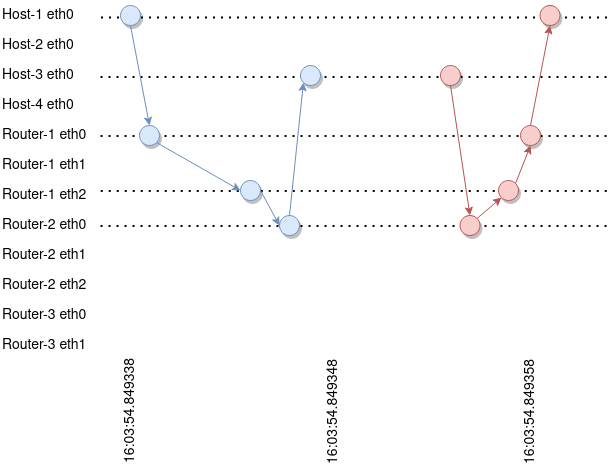 Host-1 eth0
Host-2 eth0
Host-3 eth0
Host-4 eth0
Router-1 eth0
Router-1 eth1
Router-1 eth2
Router-2 eth0
Router-2 eth1
Router-2 eth2
Router-3 eth0
Router-3 eth1
16:03:54.849338
16:03:54.849348
16:03:54.849358